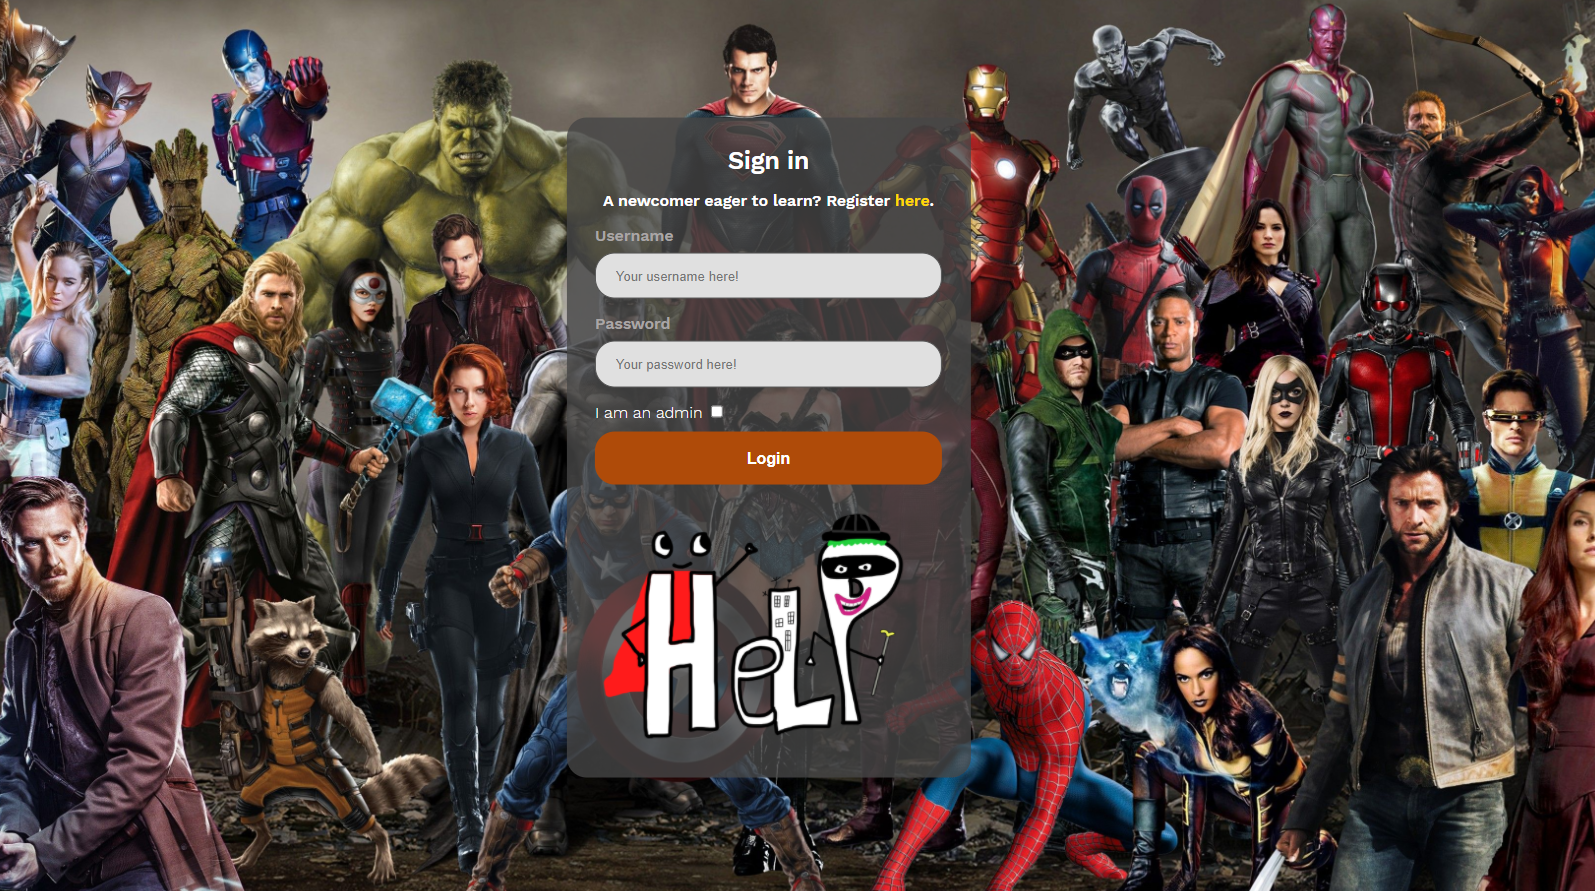 Sign in
A newcomer eager to learn? Register here.
Username
Your username here!
Password
Your password here!
I am an admin
Login
HeLP